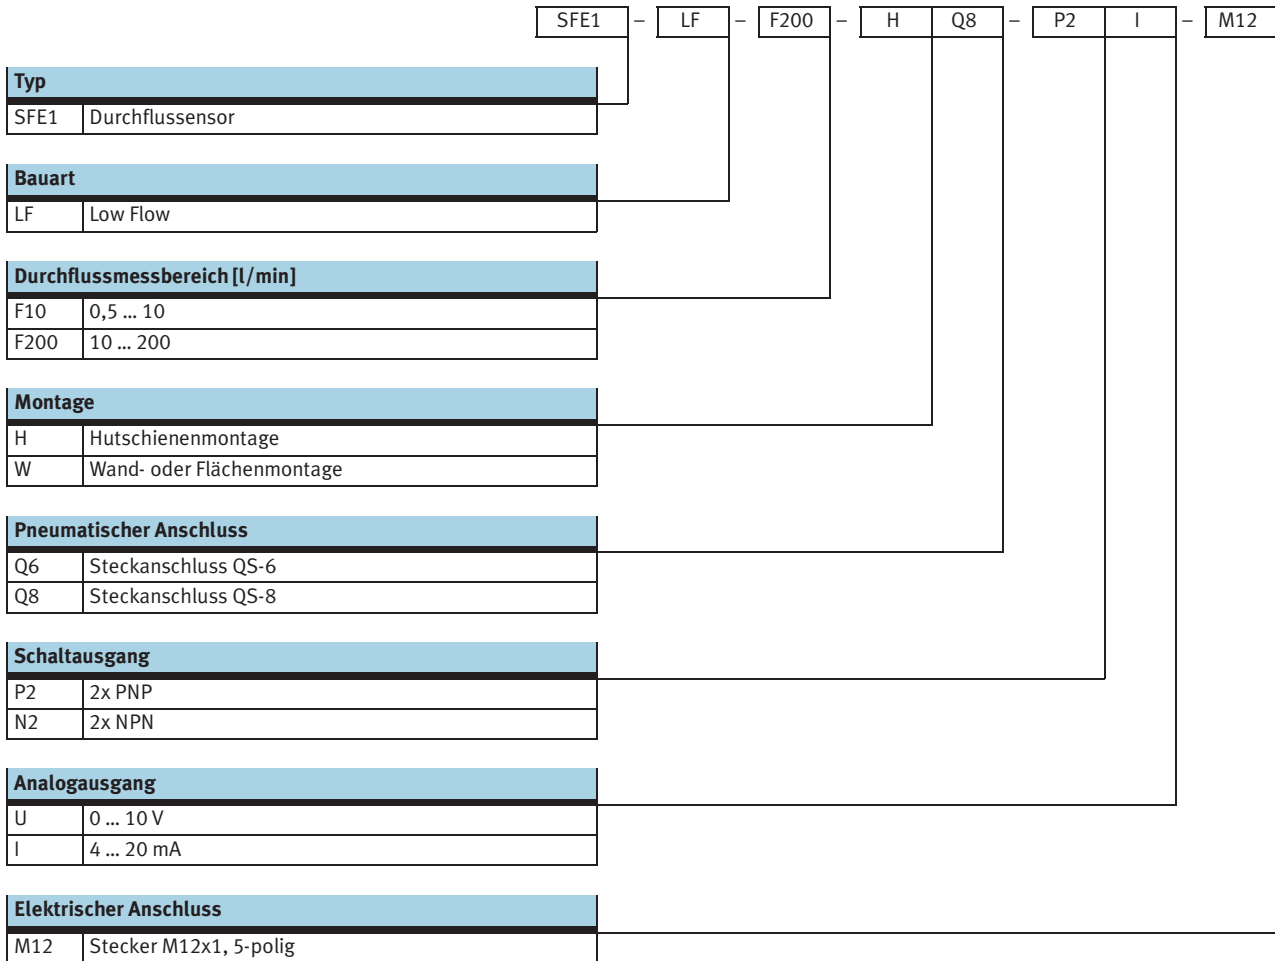 SFE1 – LF – F200 – H Q8 – P2 I – M12
Typ
SFE1 Durchflussensor
Bauart
LF Low Flow
Durchflussmessbereich [l/min]
F10 0,5 ... 10
F200 10 ... 200
Montage
H Hutschienenmontage
W Wand- oder Flächenmontage
Pneumatischer Anschluss
Q6 Steckanschluss QS-6
Q8 Steckanschluss QS-8
Schaltausgang
P2 2x PNP
N2 2x NPN
Analogausgang
U 0 ... 10 V
I 4 ... 20 mA
Elektrischer Anschluss
M12 Stecker M12x1, 5-polig